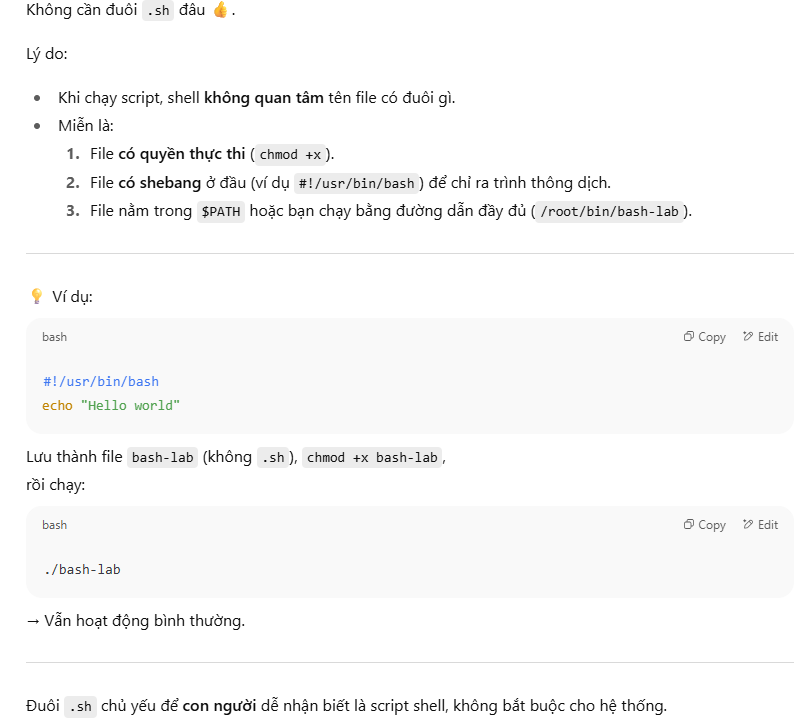 Không cần đuôi .sh đâu 👍.
Lý do:
• Khi chạy script, shell không quan tâm tên file có đuôi gì.
• Miễn là:
1. File có quyền thực thi ( chmod +x ).
2. File có shebang ở đầu (ví dụ #!/usr/bin/bash ) để chỉ ra trình thông dịch.
3. File nằm trong $PATH hoặc bạn chạy bằng đường dẫn đầy đủ ( /root/bin/bash-lab ).
💡 Ví dụ:
bash Copy Edit
#!/usr/bin/bash
echo "Hello world"
Lưu thành file bash-lab (không .sh ), chmod +x bash-lab ,
rồi chạy:
bash Copy Edit
./bash-lab
→ Vẫn hoạt động bình thường.
Đuôi .sh chủ yếu để con người dễ nhận biết là script shell, không bắt buộc cho hệ thống.